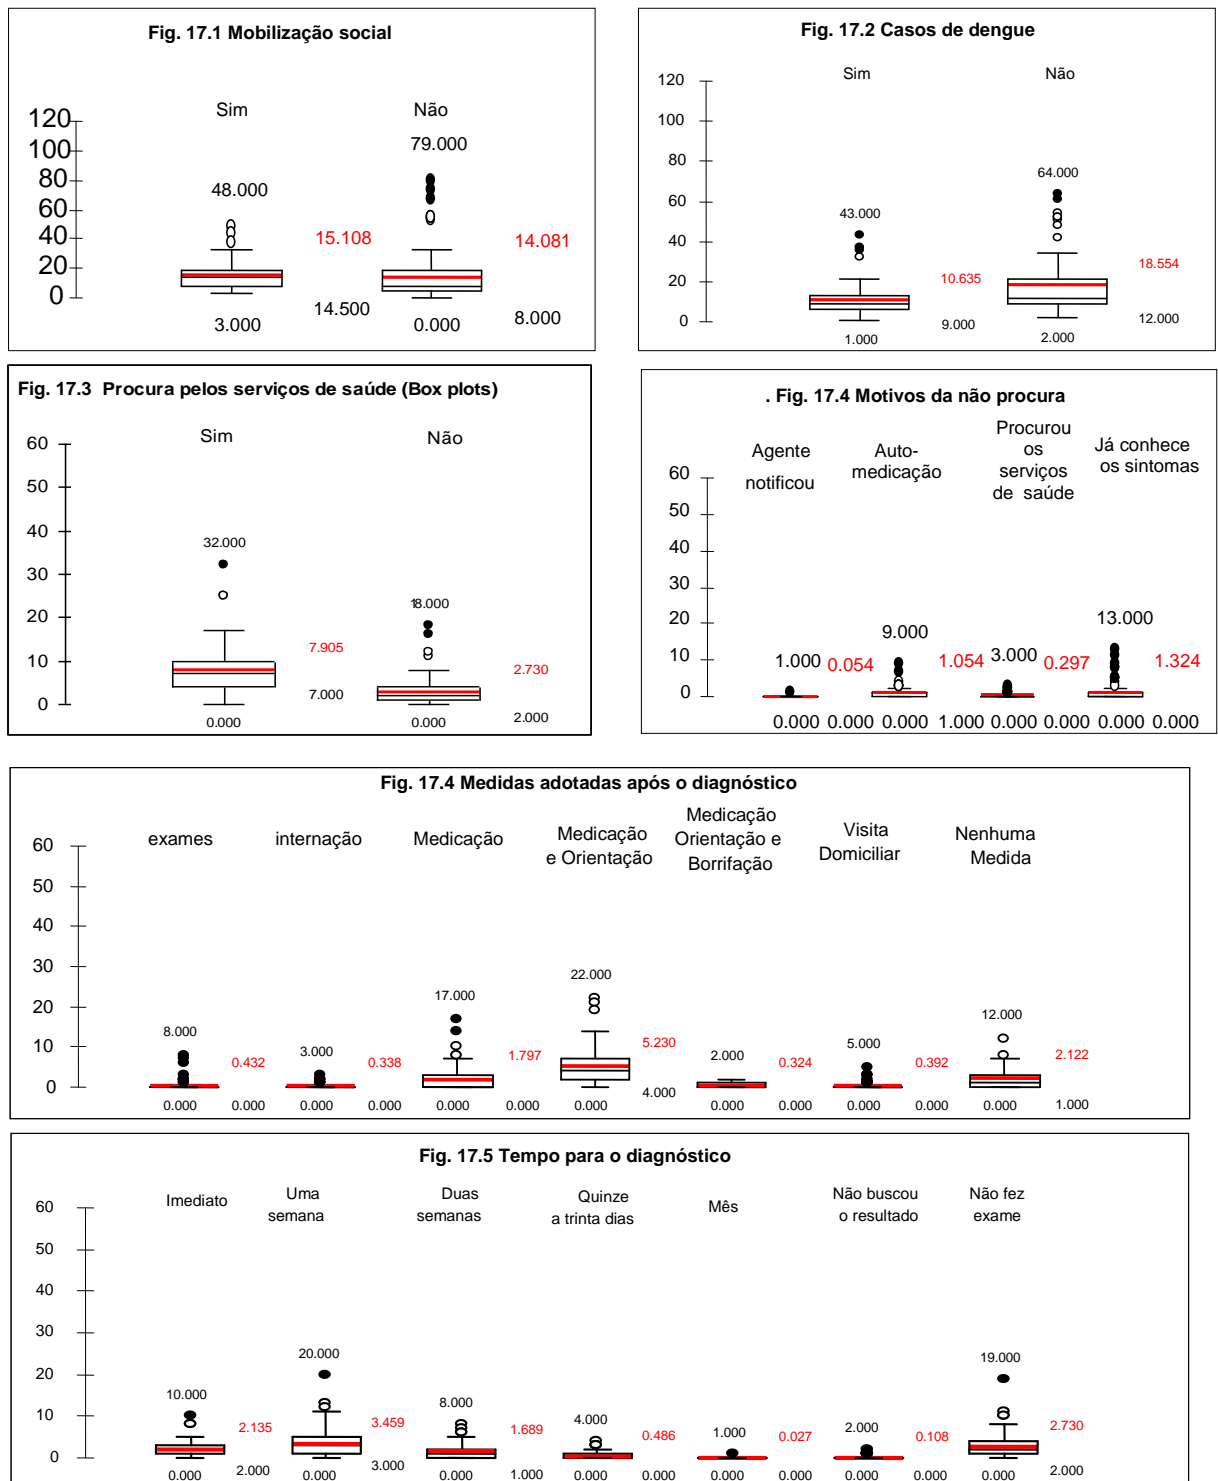 Fig. 17.1 Mobilização social
Sim
Não
120
100
80
60
40
20
0
48.000
79.000
15.108
14.081
14.500
8.000
3.000
0.000
Fig. 17.2 Casos de dengue
Sim
Não
120
100
80
60
40
20
0
43.000
64.000
10.635
18.554
9.000
12.000
1.000
2.000
Fig. 17.3 Procura pelos serviços de saúde (Box plots)
Sim
Não
60
50
40
30
20
10
0
32.000
18.000
7.905
2.730
7.000
2.000
0.000
0.000
. Fig. 17.4 Motivos da não procura
Agente
notificou
Auto-
medicação
Procurou
os
serviços
de saúde
Já conhece
os sintomas
60
50
40
30
20
10
0
1.000
0.054
9.000
1.054
3.000
0.297
13.000
1.324
0.000 0.000 0.000 1.000 0.000 0.000 0.000 0.000
Fig. 17.4 Medidas adotadas após o diagnóstico
exames
internação
Medicação
Medicação
e Orientação
Medicação
Orientação e
Borrifação
Visita
Domiciliar
Nenhuma
Medida
60
50
40
30
20
10
0
8.000
0.432
3.000
0.338
17.000
1.797
22.000
5.230
2.000
0.324
5.000
0.392
12.000
2.122
0.000 0.000 0.000 0.000 0.000 0.000 0.000 4.000 0.000 0.000 0.000 0.000 0.000 1.000
Fig. 17.5 Tempo para o diagnóstico
Imediato
Uma
semana
Duas
semanas
Quinze
a trinta dias
Mês
Não buscou
o resultado
Não fez
exame
60
50
40
30
20
10
0
10.000
2.135
20.000
3.459
8.000
1.689
4.000
0.486
1.000
0.027
2.000
0.108
19.000
2.730
0.000 2.000 0.000 3.000 0.000 1.000 0.000 0.000 0.000 0.000 0.000 0.000 0.000 2.000